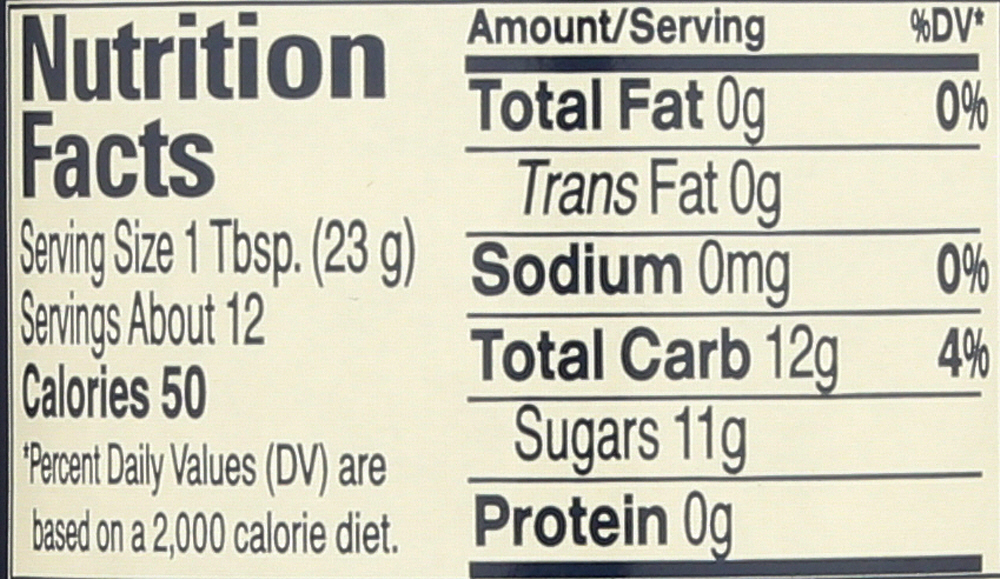 Nutrition
Facts
Serving Size 1 Tbsp. (23 g)
Servings About 12
Calories 50
*Percent Daily Values (DV) are
based on a 2,000 calorie diet.
Amount/Serving %DV*
Total Fat 0g 0%
Trans Fat 0g
Sodium 0mg 0%
Total Carb 12g 4%
Sugars 11g
Protein 0g